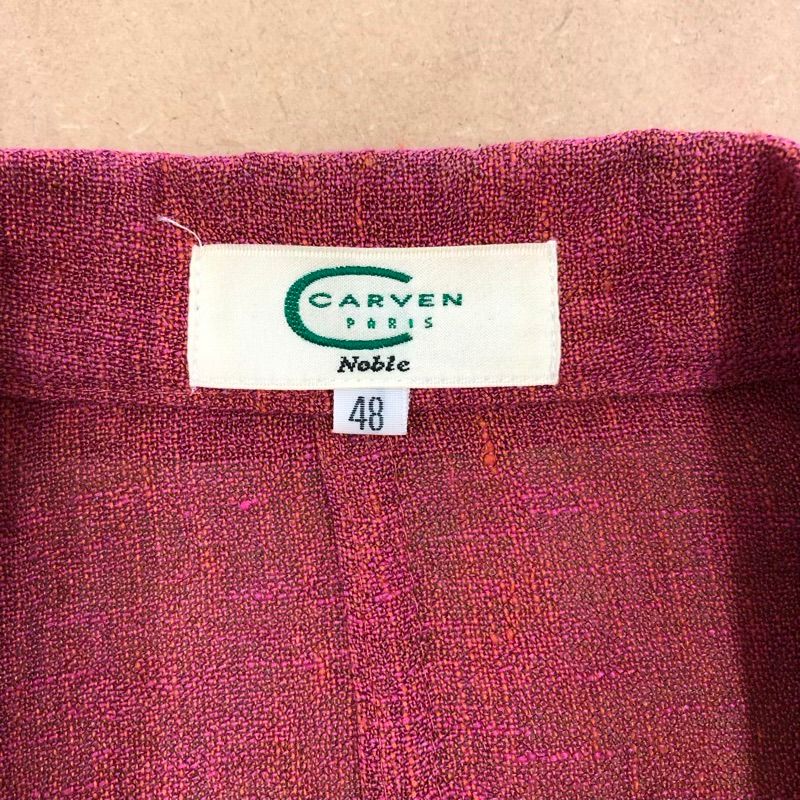 CARVEN
PARIS
Noble
48